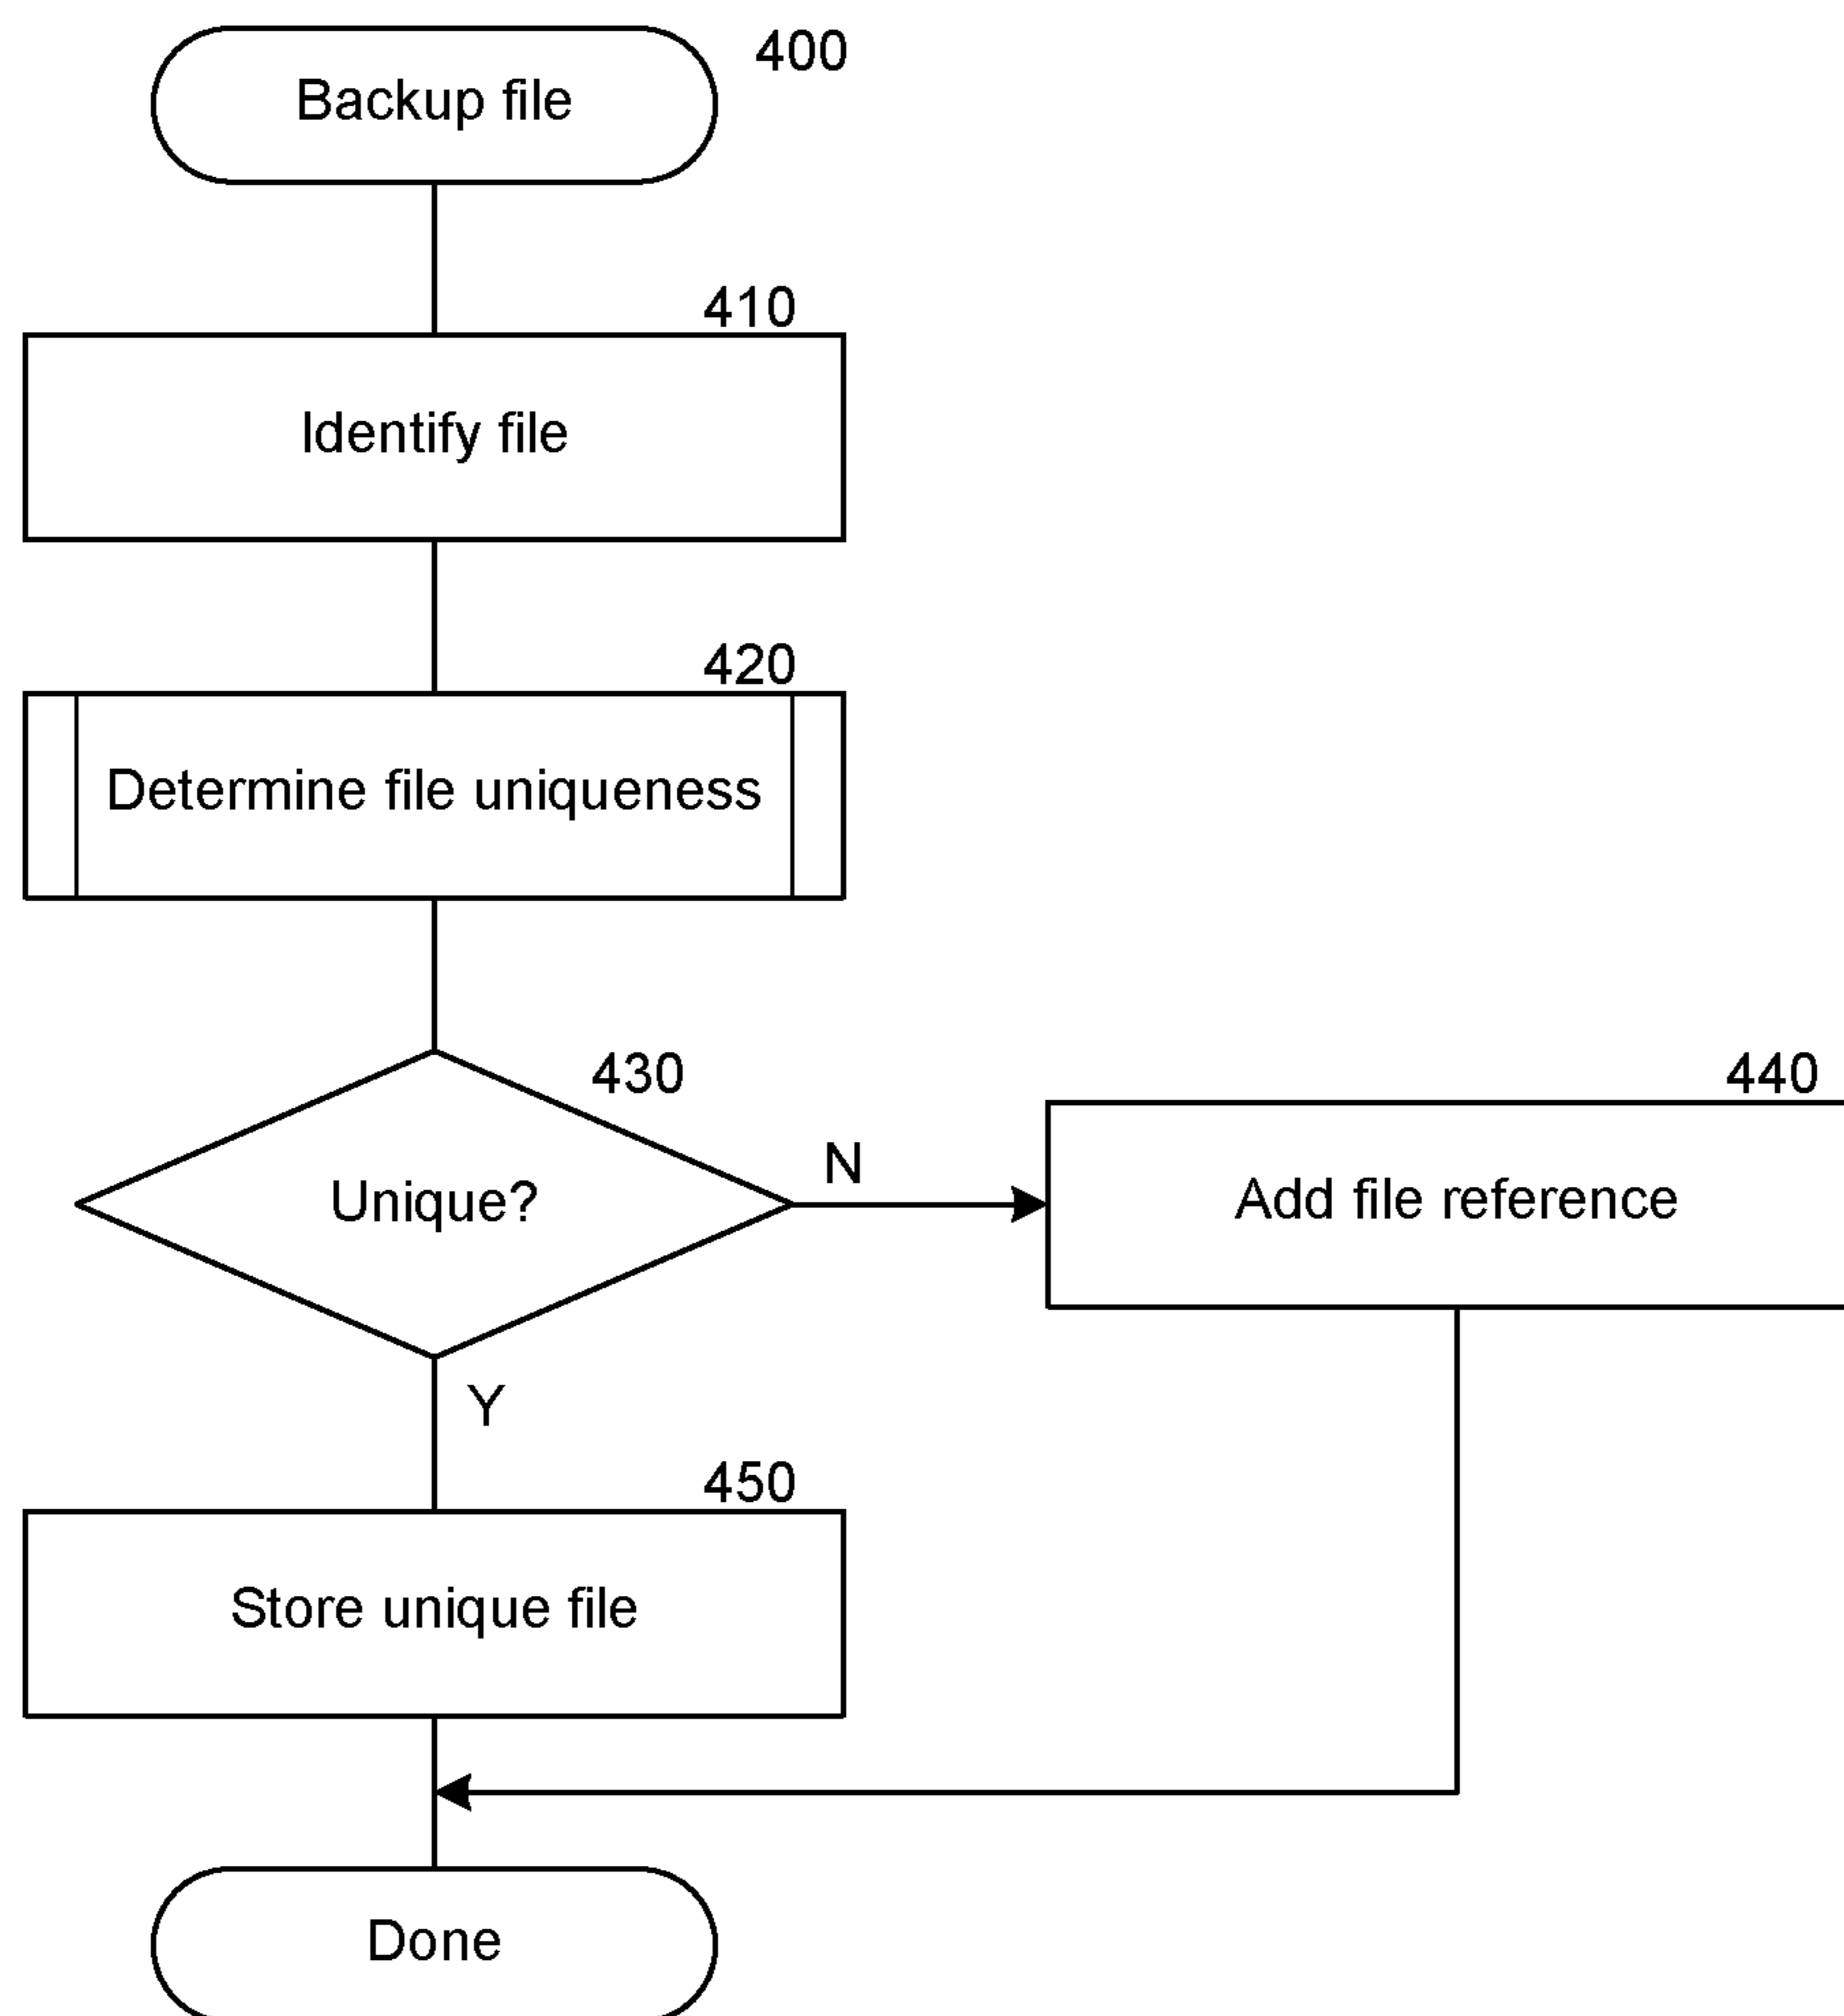 400
Backup file
410
Identify file
420
Determine file uniqueness
430
440
Unique?
N
Add file reference
Y
450
Store unique file
Done